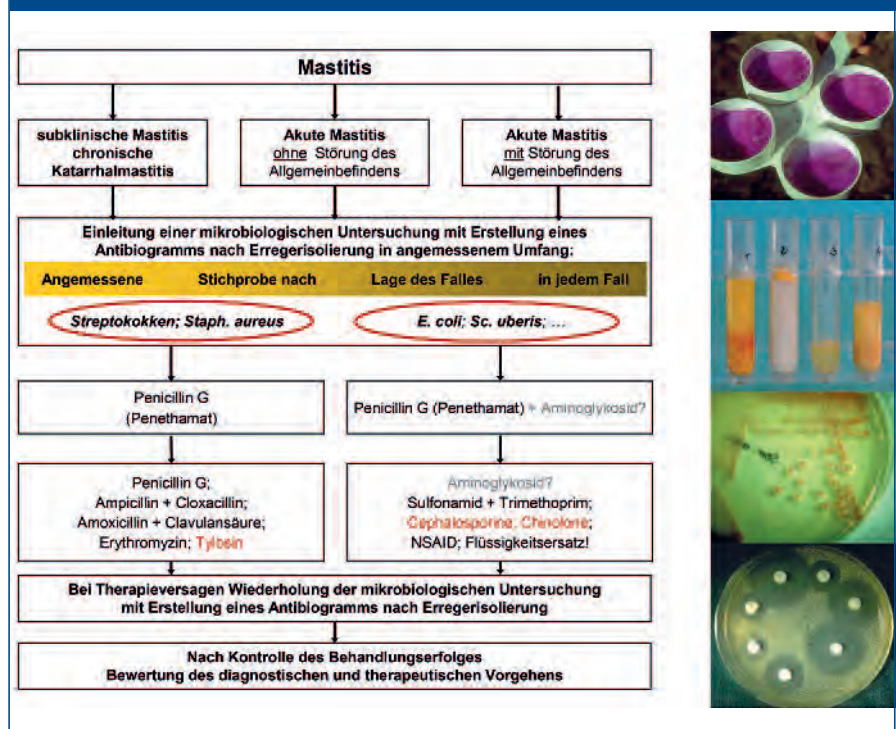 Mastitis
subklinische Mastitis
chronische
Katarrhalmastitis
Akute Mastitis
ohne Störung des
Allgemeinbefindens
Akute Mastitis
mit Störung des
Allgemeinbefindens
Einleitung einer mikrobiologischen Untersuchung mit Erstellung eines
Antibiogramms nach Erregerisolierung in angemessenem Umfang:
Angemessene Stichprobe nach Lage des Falles in jedem Fall
Streptokokken; Staph. aureus
E. coli; Sc. uberis; ...
Penicillin G
(Penethamat)
Penicillin G (Penethamat) + Aminoglykosid?
Penicillin G;
Ampicillin + Cloxacillin;
Amoxicillin + Clavulansäure;
Erythromyzin; Tylosin
Aminoglykosid?
Sulfonamid + Trimethoprim;
Cephalosporine; Chinolone;
NSAID; Flüssigkeitsersatz!
Bei Therapieversagen Wiederholung der mikrobiologischen Untersuchung
mit Erstellung eines Antibiogramms nach Erregerisolierung
Nach Kontrolle des Behandlungserfolges
Bewertung des diagnostischen und therapeutischen Vorgehens